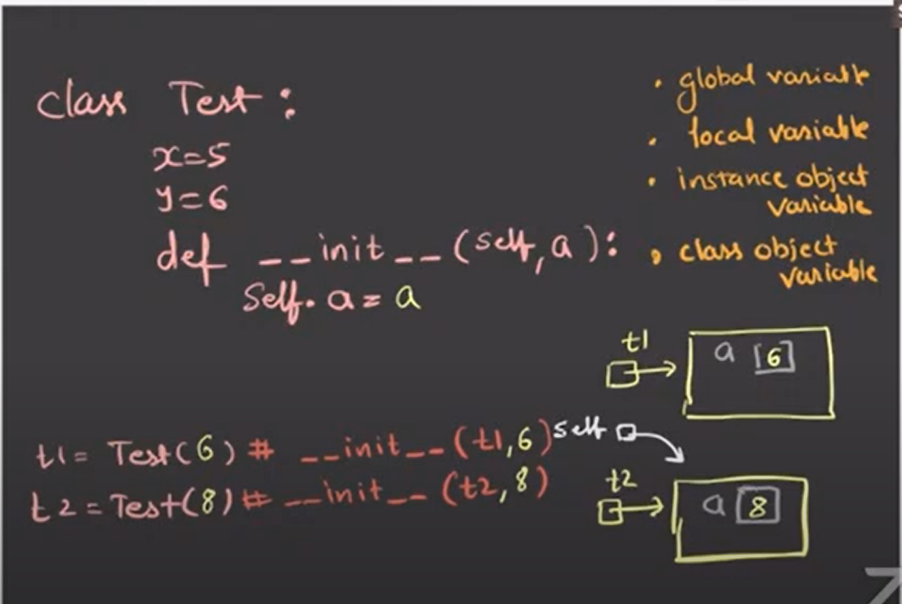 class Test:
x=5
y=6
def __init__(self,a):
self.a=a
• global variable
• local variable
• instance object
variable
• class object
variable
t1
a [6]
t1= Test(6) # __init__(t1,6)
self
t2=Test(8) # __init__(t2,8)
t2
a 8